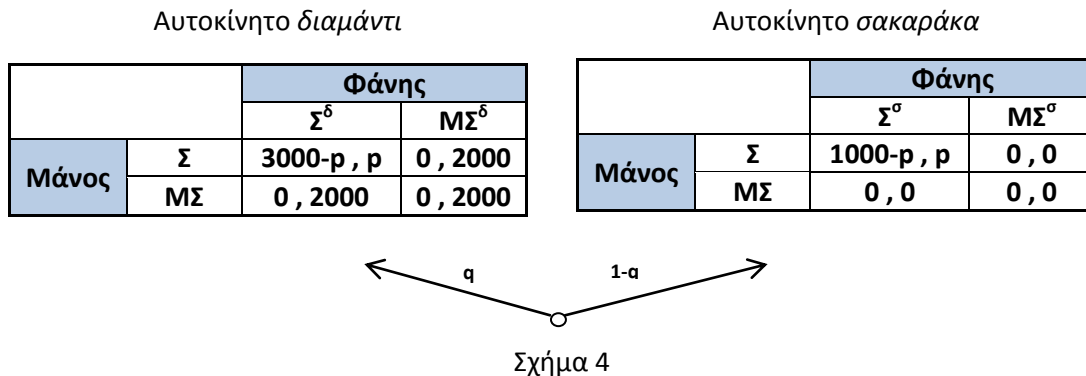 Αυτοκίνητο διαμάντι
Αυτοκίνητο σακαράκα
Φάνης
Σ^δ ΜΣ^δ
Μάνος Σ 3000-p , p 0 , 2000
ΜΣ 0 , 2000 0 , 2000
Φάνης
Σ^σ ΜΣ^σ
Μάνος Σ 1000-p , p 0 , 0
ΜΣ 0 , 0 0 , 0
q 1-q
Σχήμα 4